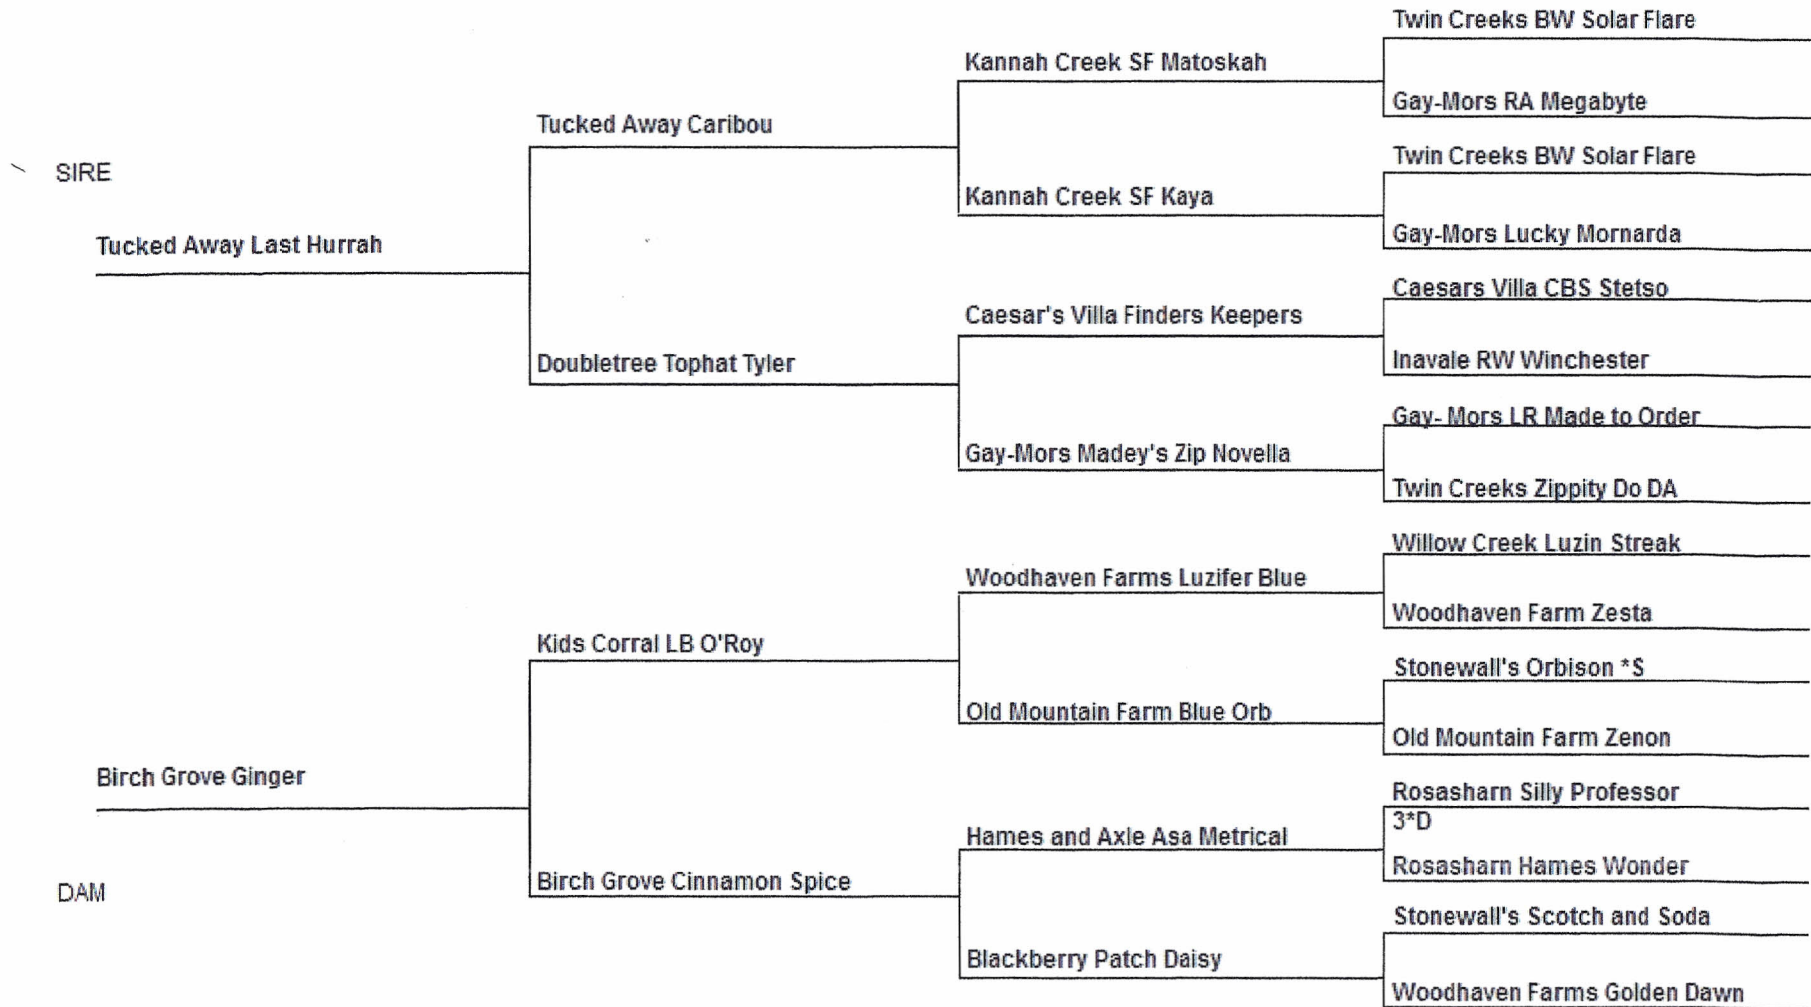 Twin Creeks BW Solar Flare
Kannah Creek SF Matoskah
Gay-Mors RA Megabyte
Tucked Away Caribou
Twin Creeks BW Solar Flare
SIRE
Kannah Creek SF Kaya
Gay-Mors Lucky Mornarda
Tucked Away Last Hurrah
Caesars Villa CBS Stetso
Caesar's Villa Finders Keepers
Doubletree Tophat Tyler
Inavale RW Winchester
Gay- Mors LR Made to Order
Gay-Mors Madey's Zip Novella
Twin Creeks Zippity Do DA
Willow Creek Luzin Streak
Woodhaven Farms Luzifer Blue
Woodhaven Farm Zesta
Kids Corral LB O'Roy
Stonewall's Orbison *S
Old Mountain Farm Blue Orb
Old Mountain Farm Zenon
Birch Grove Ginger
Rosasharn Silly Professor
3*D
Hames and Axle Asa Metrical
Rosasharn Hames Wonder
Birch Grove Cinnamon Spice
DAM
Stonewall's Scotch and Soda
Blackberry Patch Daisy
Woodhaven Farms Golden Dawn